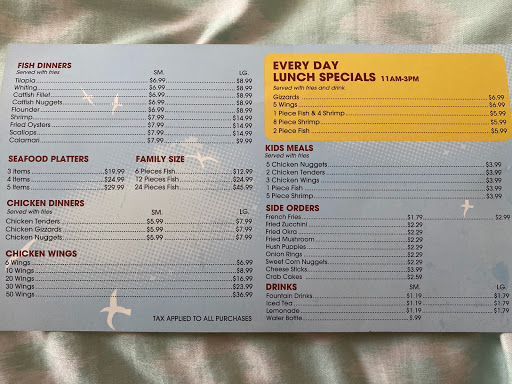 FISH DINNERS
Served with fries SM. LG.
Tilapia $6.99 $8.99
Whiting $6.99 $8.99
Catfish Fillet $6.99 $8.99
Catfish Nuggets $6.99 $8.99
Flounder $6.99 $8.99
Shrimp $7.99 $14.99
Fried Oysters $7.99 $14.99
Scallops $7.99 $14.99
Calamari $7.99 $9.99
SEAFOOD PLATTERS
3 Items $19.99
4 Items $24.99
5 Items $29.99
FAMILY SIZE
6 Pieces Fish $12.99
12 Pieces Fish $24.99
24 Pieces Fish $45.99
CHICKEN DINNERS
Served with fries SM. LG.
Chicken Tenders $5.99 $7.99
Chicken Gizzards $5.99 $7.99
Chicken Nuggets $5.99 $7.99
CHICKEN WINGS
6 Wings $6.99
10 Wings $8.99
20 Wings $16.99
30 Wings $23.99
50 Wings $36.99
TAX APPLIED TO ALL PURCHASES
EVERY DAY
LUNCH SPECIALS 11AM-3PM
Served with fries and drink
Gizzards $6.99
5 Wings $6.99
1 Piece Fish & 4 Shrimp $5.99
8 Piece Shrimp $5.99
2 Piece Fish $5.99
KIDS MEALS
Served with fries
5 Chicken Nuggets $3.99
2 Chicken Tenders $3.99
3 Chicken Wings $3.99
1 Piece Fish $3.99
5 Piece Shrimp $3.99
SIDE ORDERS
French Fries $1.79 $2.99
Fried Zucchini $2.29
Fried Okra $2.29
Fried Mushroom $2.29
Hush Puppies $2.29
Onion Rings $2.29
Sweet Corn Nuggets $2.29
Cheese Sticks $3.99
Crab Cakes $2.59
DRINKS SM. LG.
Fountain Drinks $1.19 $1.79
Iced Tea $1.19 $1.79
Lemonade $1.19 $1.79
Water Bottle $.99